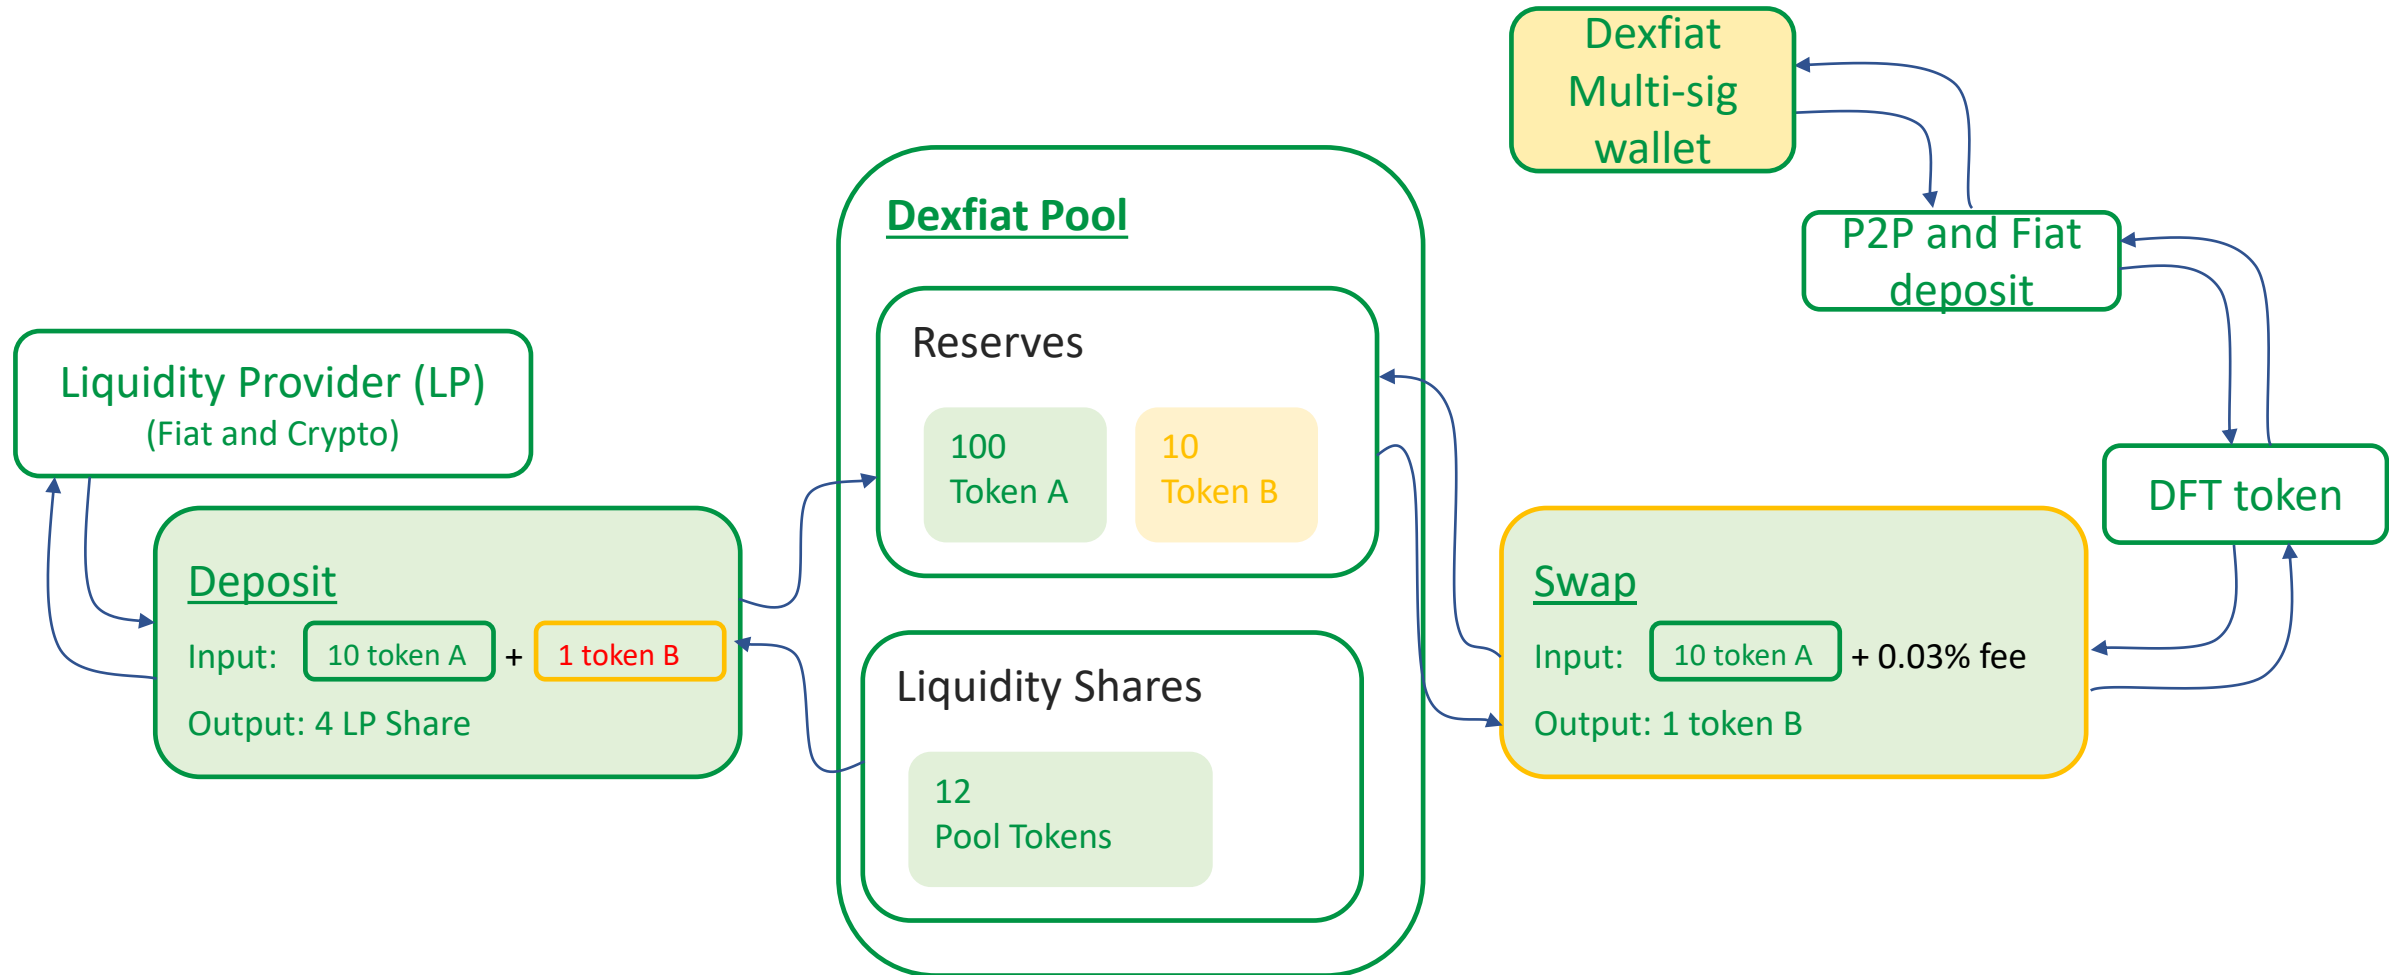 Dexfiat
Multi-sig
wallet
P2P and Fiat
deposit
DFT token
Dexfiat Pool
Reserves
100
Token A
10
Token B
Liquidity Shares
12
Pool Tokens
Liquidity Provider (LP)
(Fiat and Crypto)
Deposit
Input: 10 token A + 1 token B
Output: 4 LP Share
Swap
Input: 10 token A + 0.03% fee
Output: 1 token B